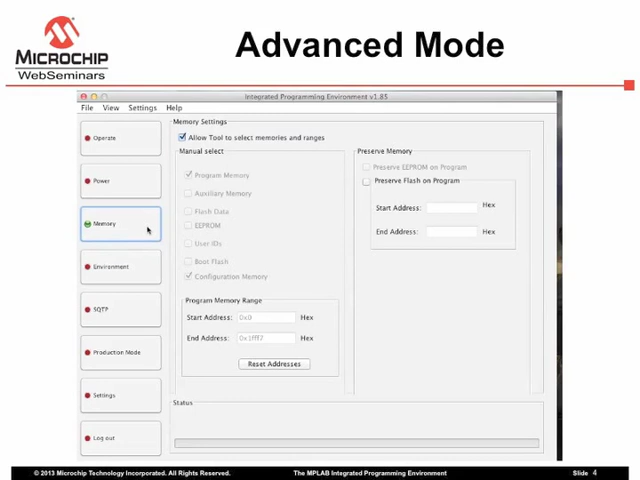 MICROCHIP
WebSeminars
Advanced Mode
Integrated Programming Environment v1.85
File View Settings Help
Operate
Power
Memory
Environment
SQTP
Production Mode
Settings
Log out
Memory Settings
Allow Tool to select memories and ranges
Manual select
Program Memory
Auxiliary Memory
Flash Data
EEPROM
User IDs
Boot Flash
Configuration Memory
Program Memory Range
Start Address: 0x0 Hex
End Address: 0x1fff7 Hex
Reset Addresses
Preserve Memory
Preserve EEPROM on Program
Preserve Flash on Program
Start Address: Hex
End Address: Hex
Status
© 2013 Microchip Technology Incorporated. All Rights Reserved. The MPLAB Integrated Programming Environment Slide 4